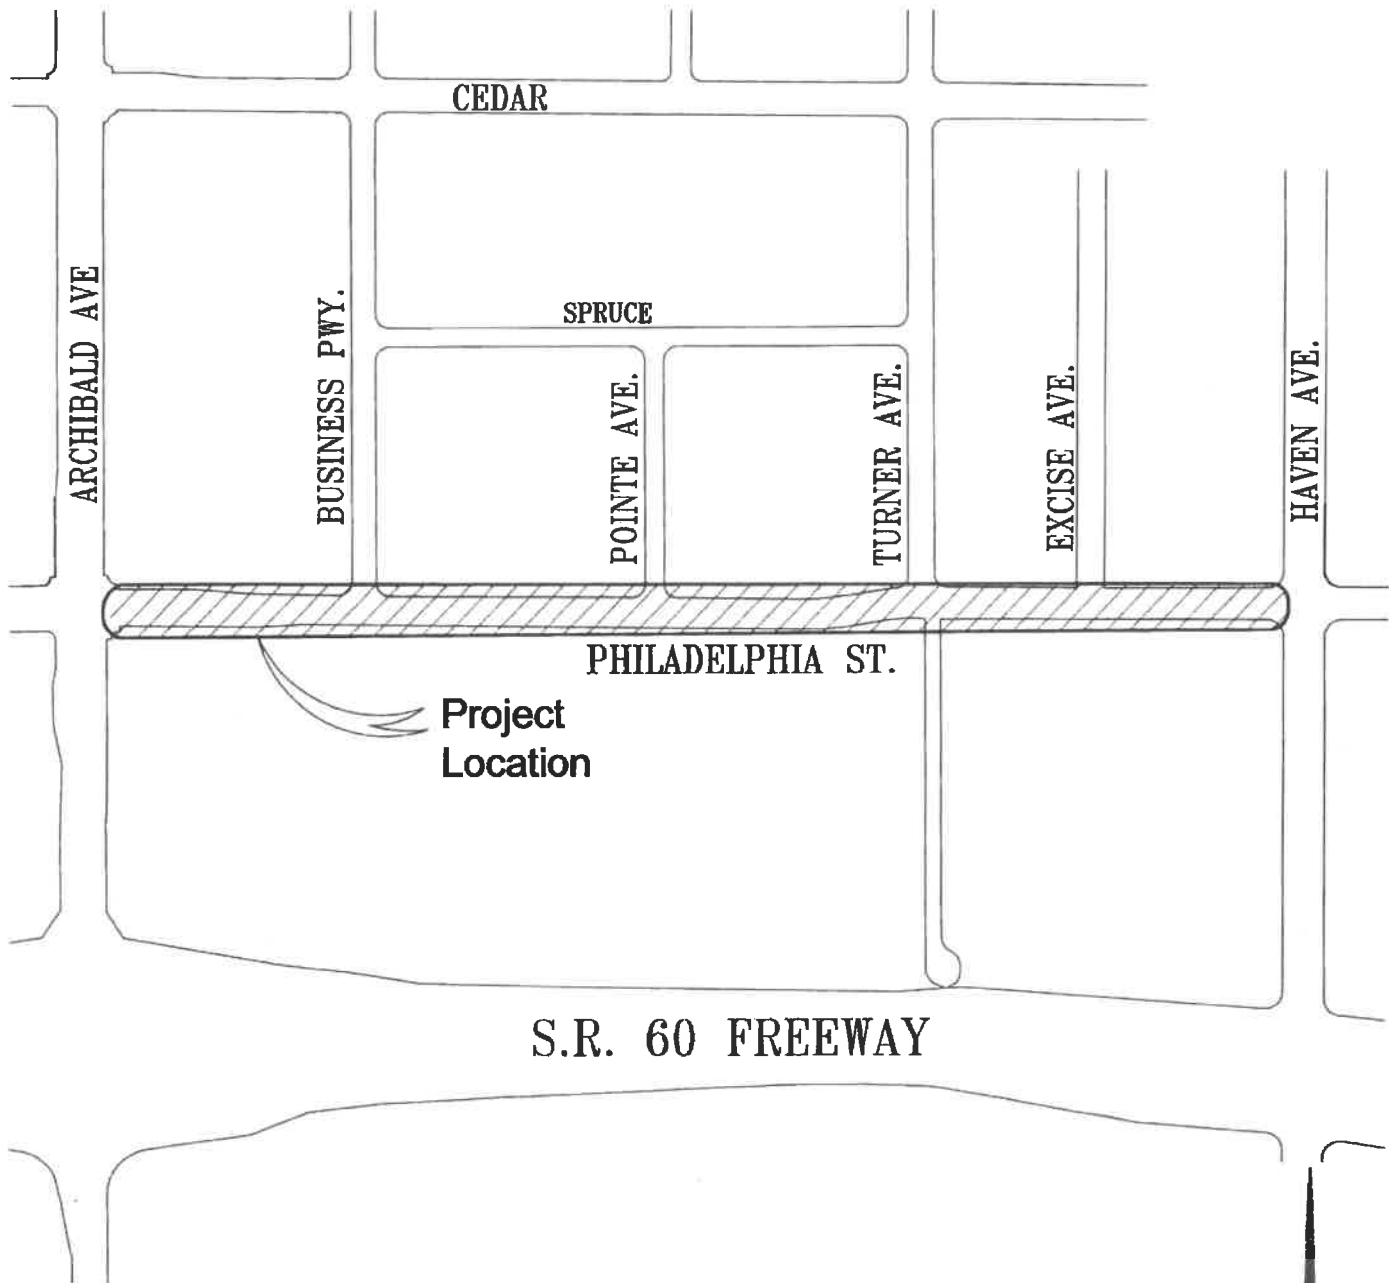 CEDAR
SPRUCE
ARCHIBALD AVE
BUSINESS PWY.
POINTE AVE.
TURNER AVE.
EXCISE AVE.
HAVEN AVE.
PHILADELPHIA ST.
Project
Location
S.R. 60 FREEWAY